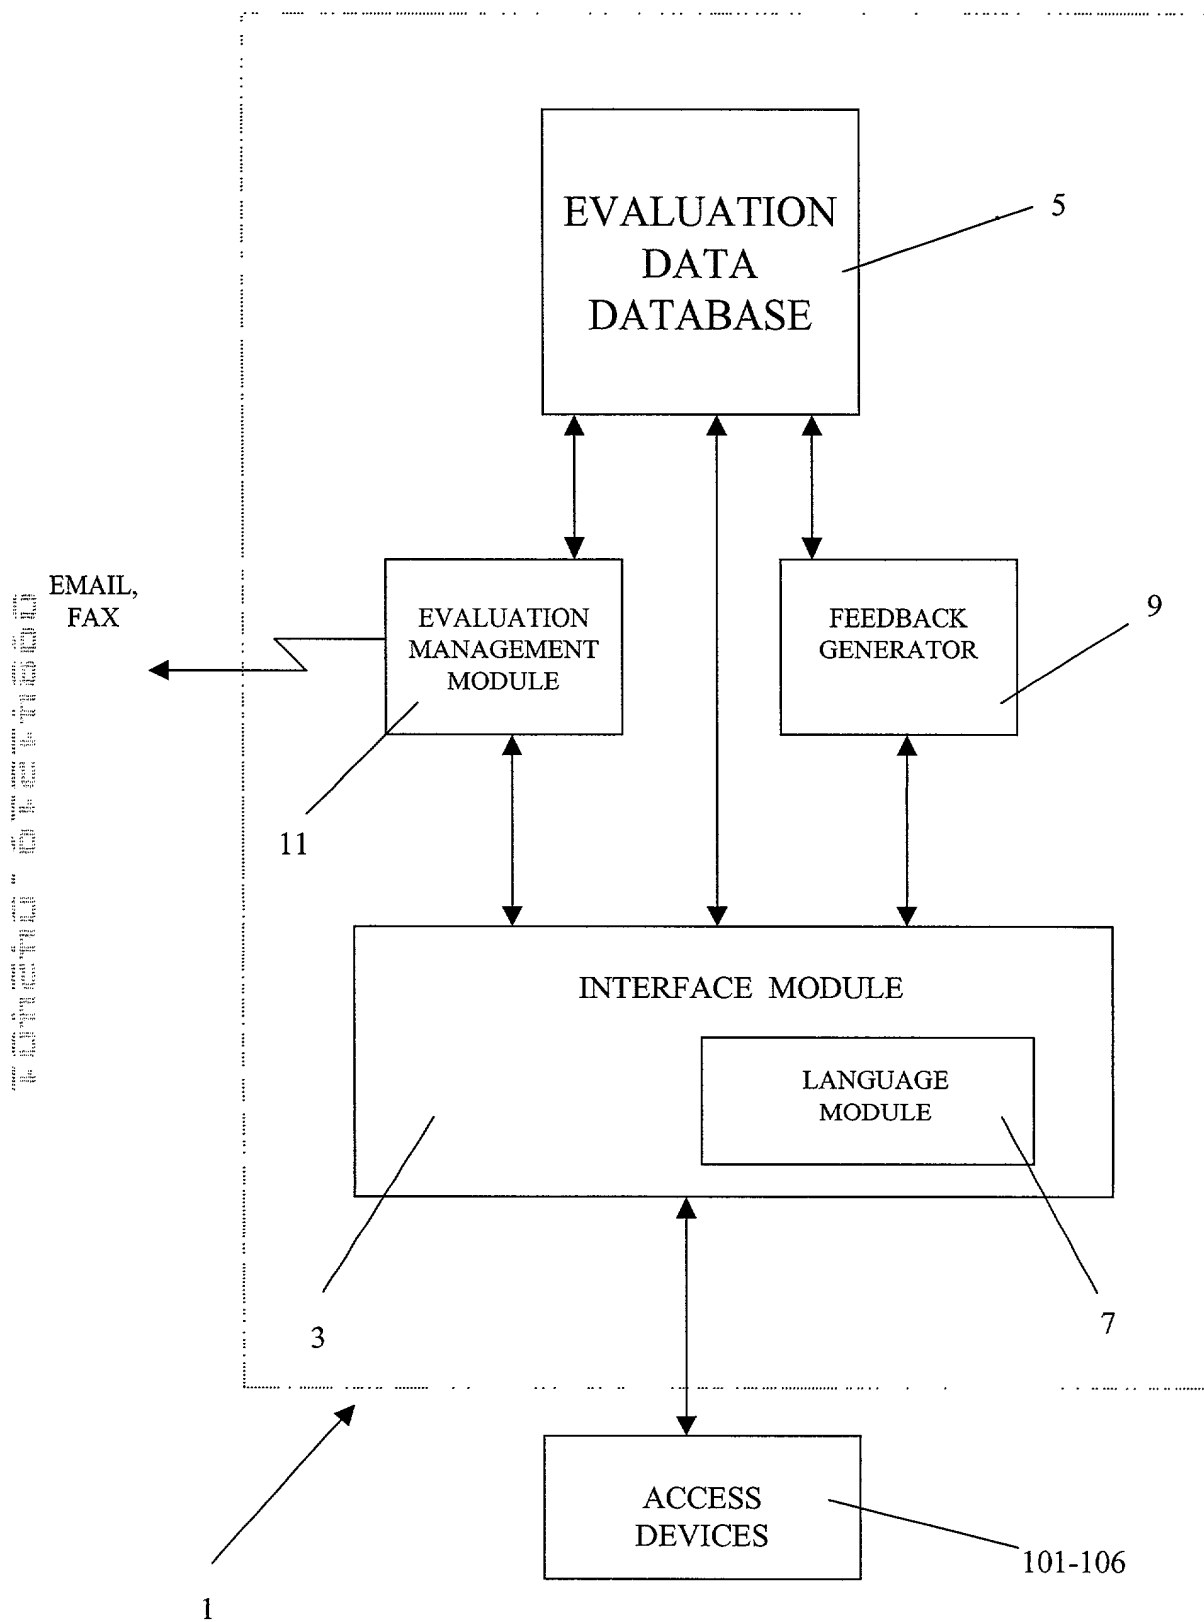 EVALUATION
DATA
DATABASE
5
EMAIL,
FAX
EVALUATION
MANAGEMENT
MODULE
FEEDBACK
GENERATOR
9
11
INTERFACE MODULE
LANGUAGE
MODULE
3
7
ACCESS
DEVICES
101-106
1